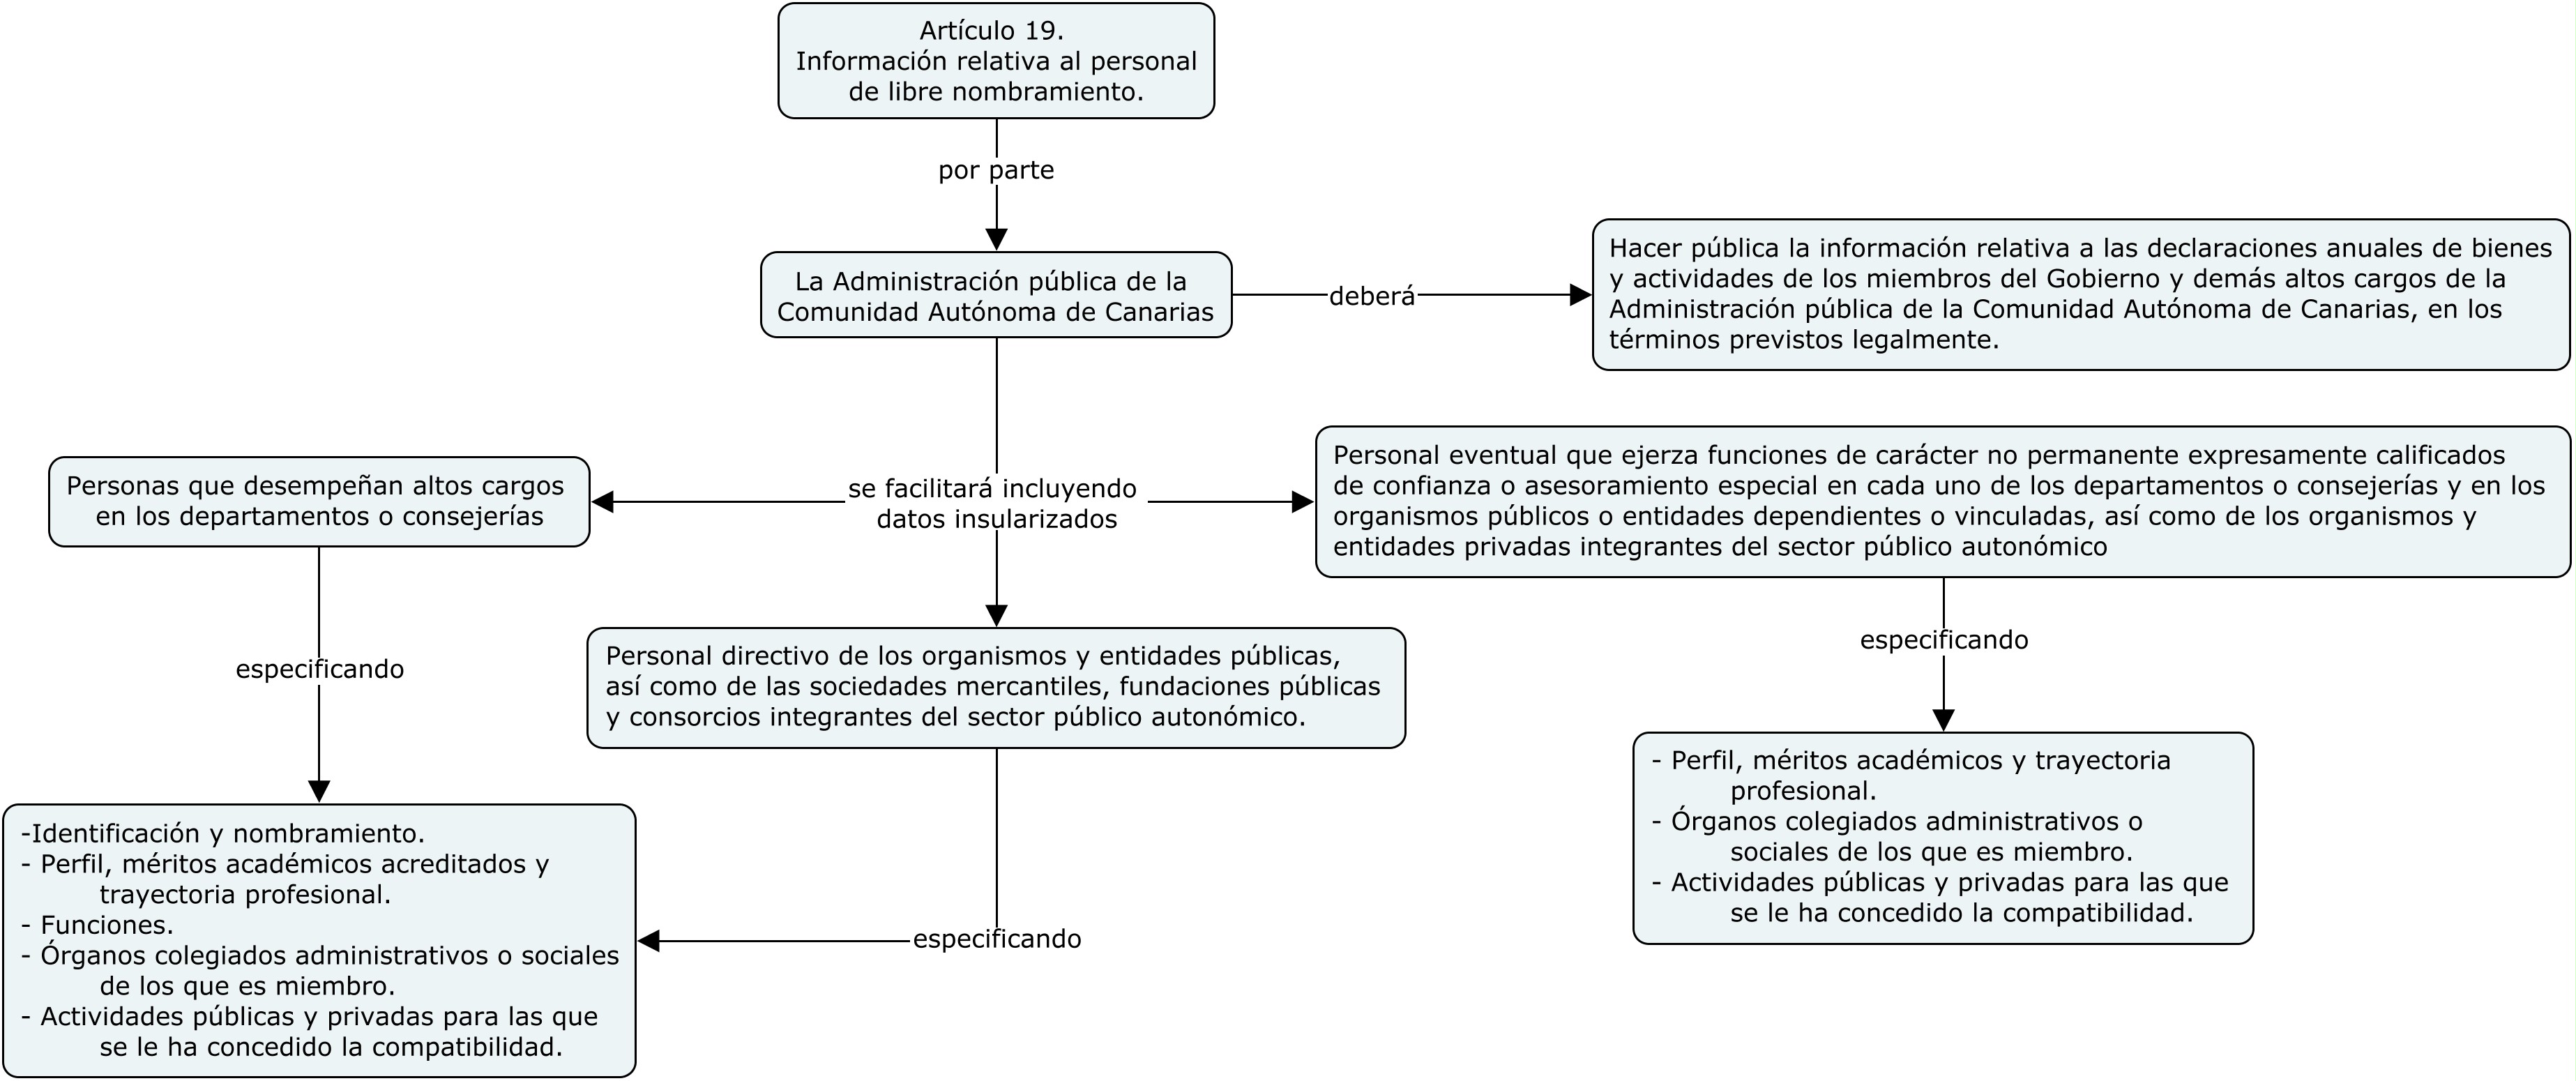 Artículo 19.
Información relativa al personal
de libre nombramiento.
por parte
La Administración pública de la
Comunidad Autónoma de Canarias
deberá
Hacer pública la información relativa a las declaraciones anuales de bienes
y actividades de los miembros del Gobierno y demás altos cargos de la
Administración pública de la Comunidad Autónoma de Canarias, en los
términos previstos legalmente.
se facilitará incluyendo
datos insularizados
Personas que desempeñan altos cargos
en los departamentos o consejerías
Personal eventual que ejerza funciones de carácter no permanente expresamente calificados
de confianza o asesoramiento especial en cada uno de los departamentos o consejerías y en los
organismos públicos o entidades dependientes o vinculadas, así como de los organismos y
entidades privadas integrantes del sector público autonómico
Personal directivo de los organismos y entidades públicas,
así como de las sociedades mercantiles, fundaciones públicas
y consorcios integrantes del sector público autonómico.
especificando
especificando
especificando
-Identificación y nombramiento.
- Perfil, méritos académicos acreditados y
trayectoria profesional.
- Funciones.
- Órganos colegiados administrativos o sociales
de los que es miembro.
- Actividades públicas y privadas para las que
se le ha concedido la compatibilidad.
- Perfil, méritos académicos y trayectoria
profesional.
- Órganos colegiados administrativos o
sociales de los que es miembro.
- Actividades públicas y privadas para las que
se le ha concedido la compatibilidad.